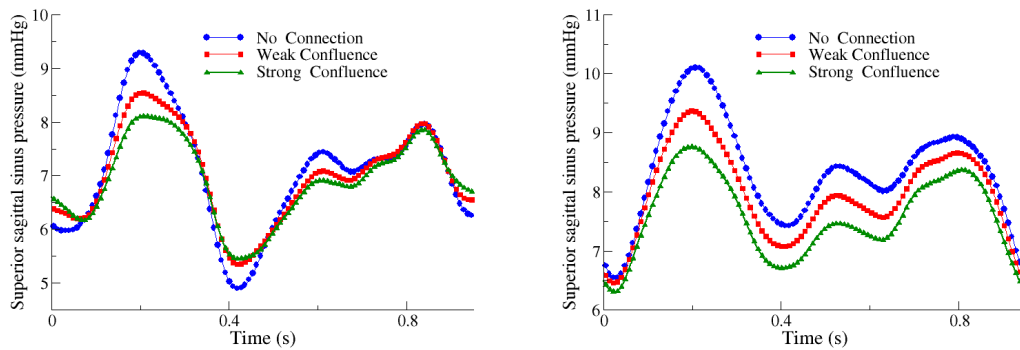 Superior sagittal sinus pressure (mmHg)
10
9
8
7
6
5
No Connection
Weak Confluence
Strong Confluence
0
0.4
0.8
Time (s)
Superior sagittal sinus pressure (mmHg)
11
10
9
8
7
6
No Connection
Weak Confluence
Strong Confluence
0
0.4
0.8
Time (s)